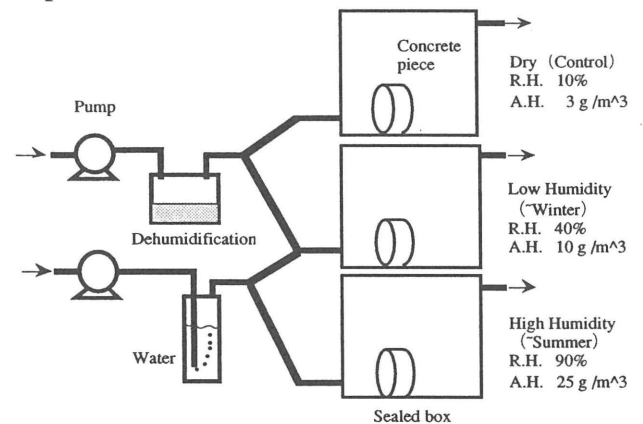 Concrete
piece
Dry (Control)
R.H. 10%
A.H. 3 g /m^3
Pump
Low Humidity
(~Winter)
R.H. 40%
A.H. 10 g /m^3
Dehumidification
High Humidity
(~Summer)
R.H. 90%
A.H. 25 g /m^3
Water
Sealed box